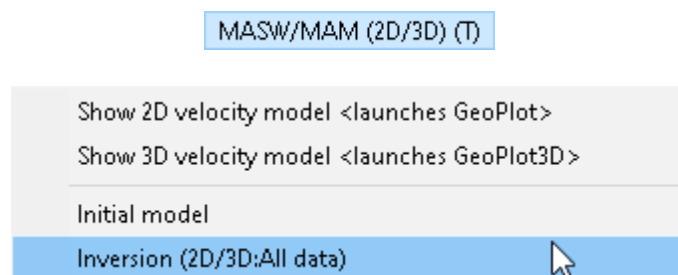 MASW/MAM (2D/3D) (T)
Show 2D velocity model <launches GeoPlot>
Show 3D velocity model <launches GeoPlot3D>
Initial model
Inversion (2D/3D:All data)